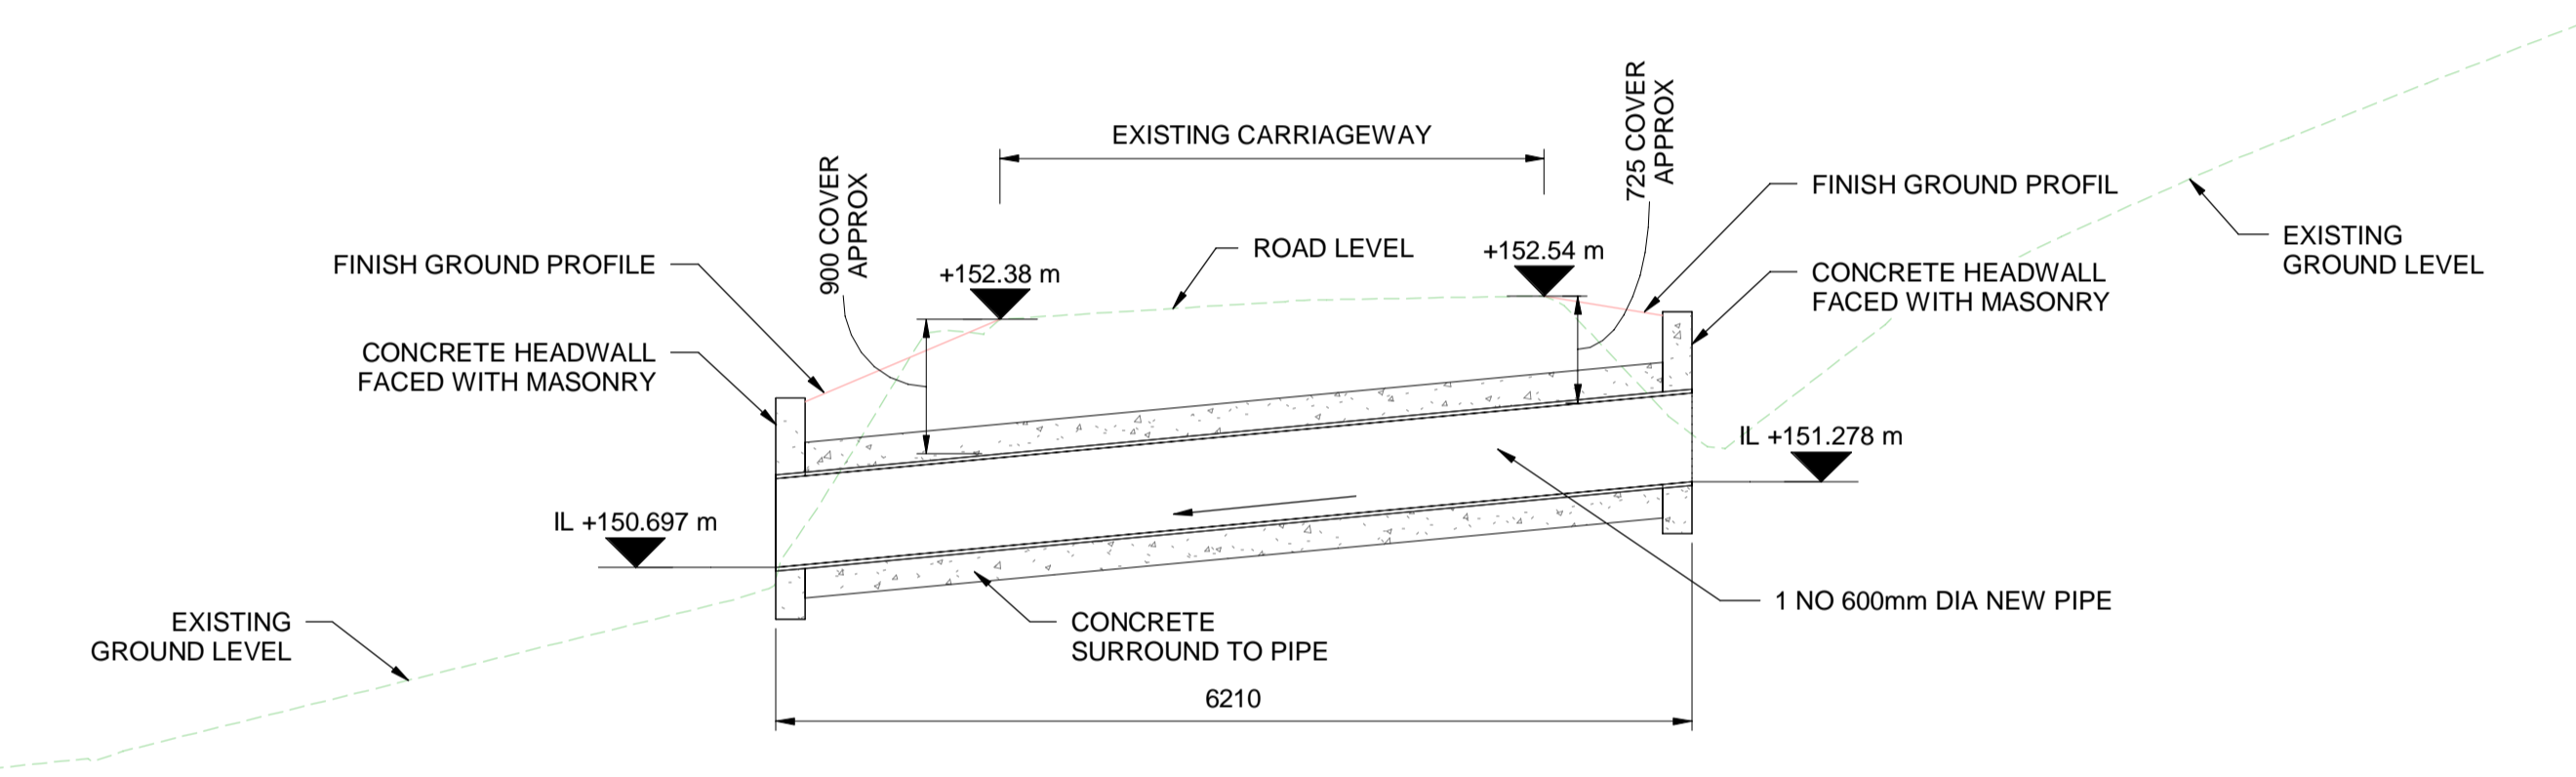 EXISTING CARRIAGEWAY
900 COVER
APPROX
725 COVER
APPROX
FINISH GROUND PROFIL
FINISH GROUND PROFILE
ROAD LEVEL
+152.38 m
+152.54 m
EXISTING
GROUND LEVEL
CONCRETE HEADWALL
FACED WITH MASONRY
CONCRETE HEADWALL
FACED WITH MASONRY
IL +151.278 m
IL +150.697 m
1 NO 600mm DIA NEW PIPE
EXISTING
GROUND LEVEL
CONCRETE
SURROUND TO PIPE
6210